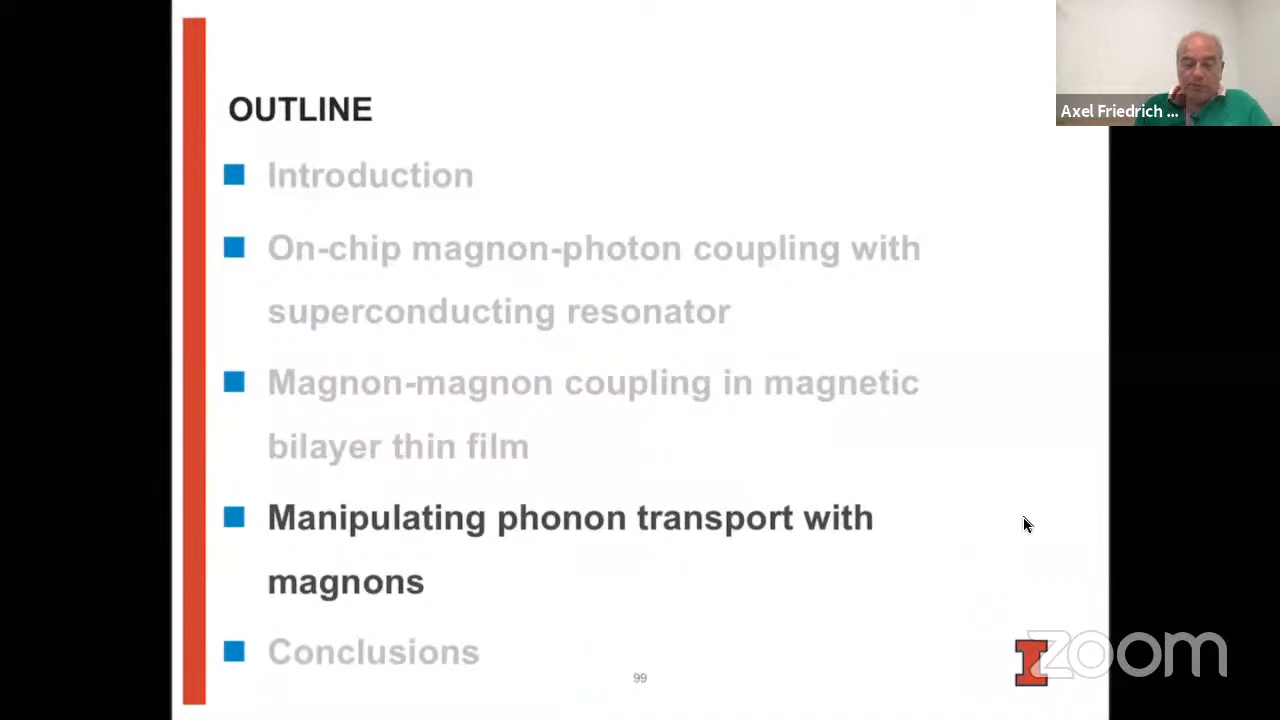 Axel Friedrich ...
OUTLINE
Introduction
On-chip magnon-photon coupling with
superconducting resonator
Magnon-magnon coupling in magnetic
bilayer thin film
Manipulating phonon transport with
magnons
Conclusions
99
I
zoom